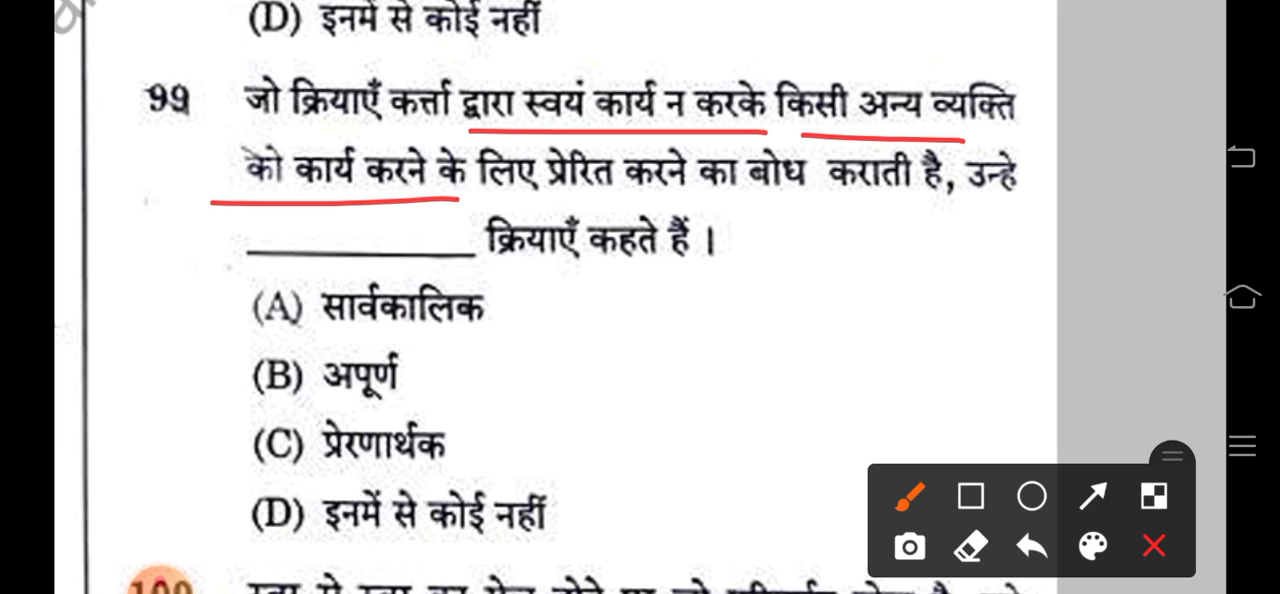 (D) इनमें से कोई नहीं
99 जो क्रियाएँ कर्त्ता द्वारा स्वयं कार्य न करके किसी अन्य व्यक्ति
को कार्य करने के लिए प्रेरित करने का बोध कराती है, उन्हे
__________ क्रियाएँ कहते हैं ।
(A) सार्वकालिक
(B) अपूर्ण
(C) प्रेरणार्थक
(D) इनमें से कोई नहीं
100